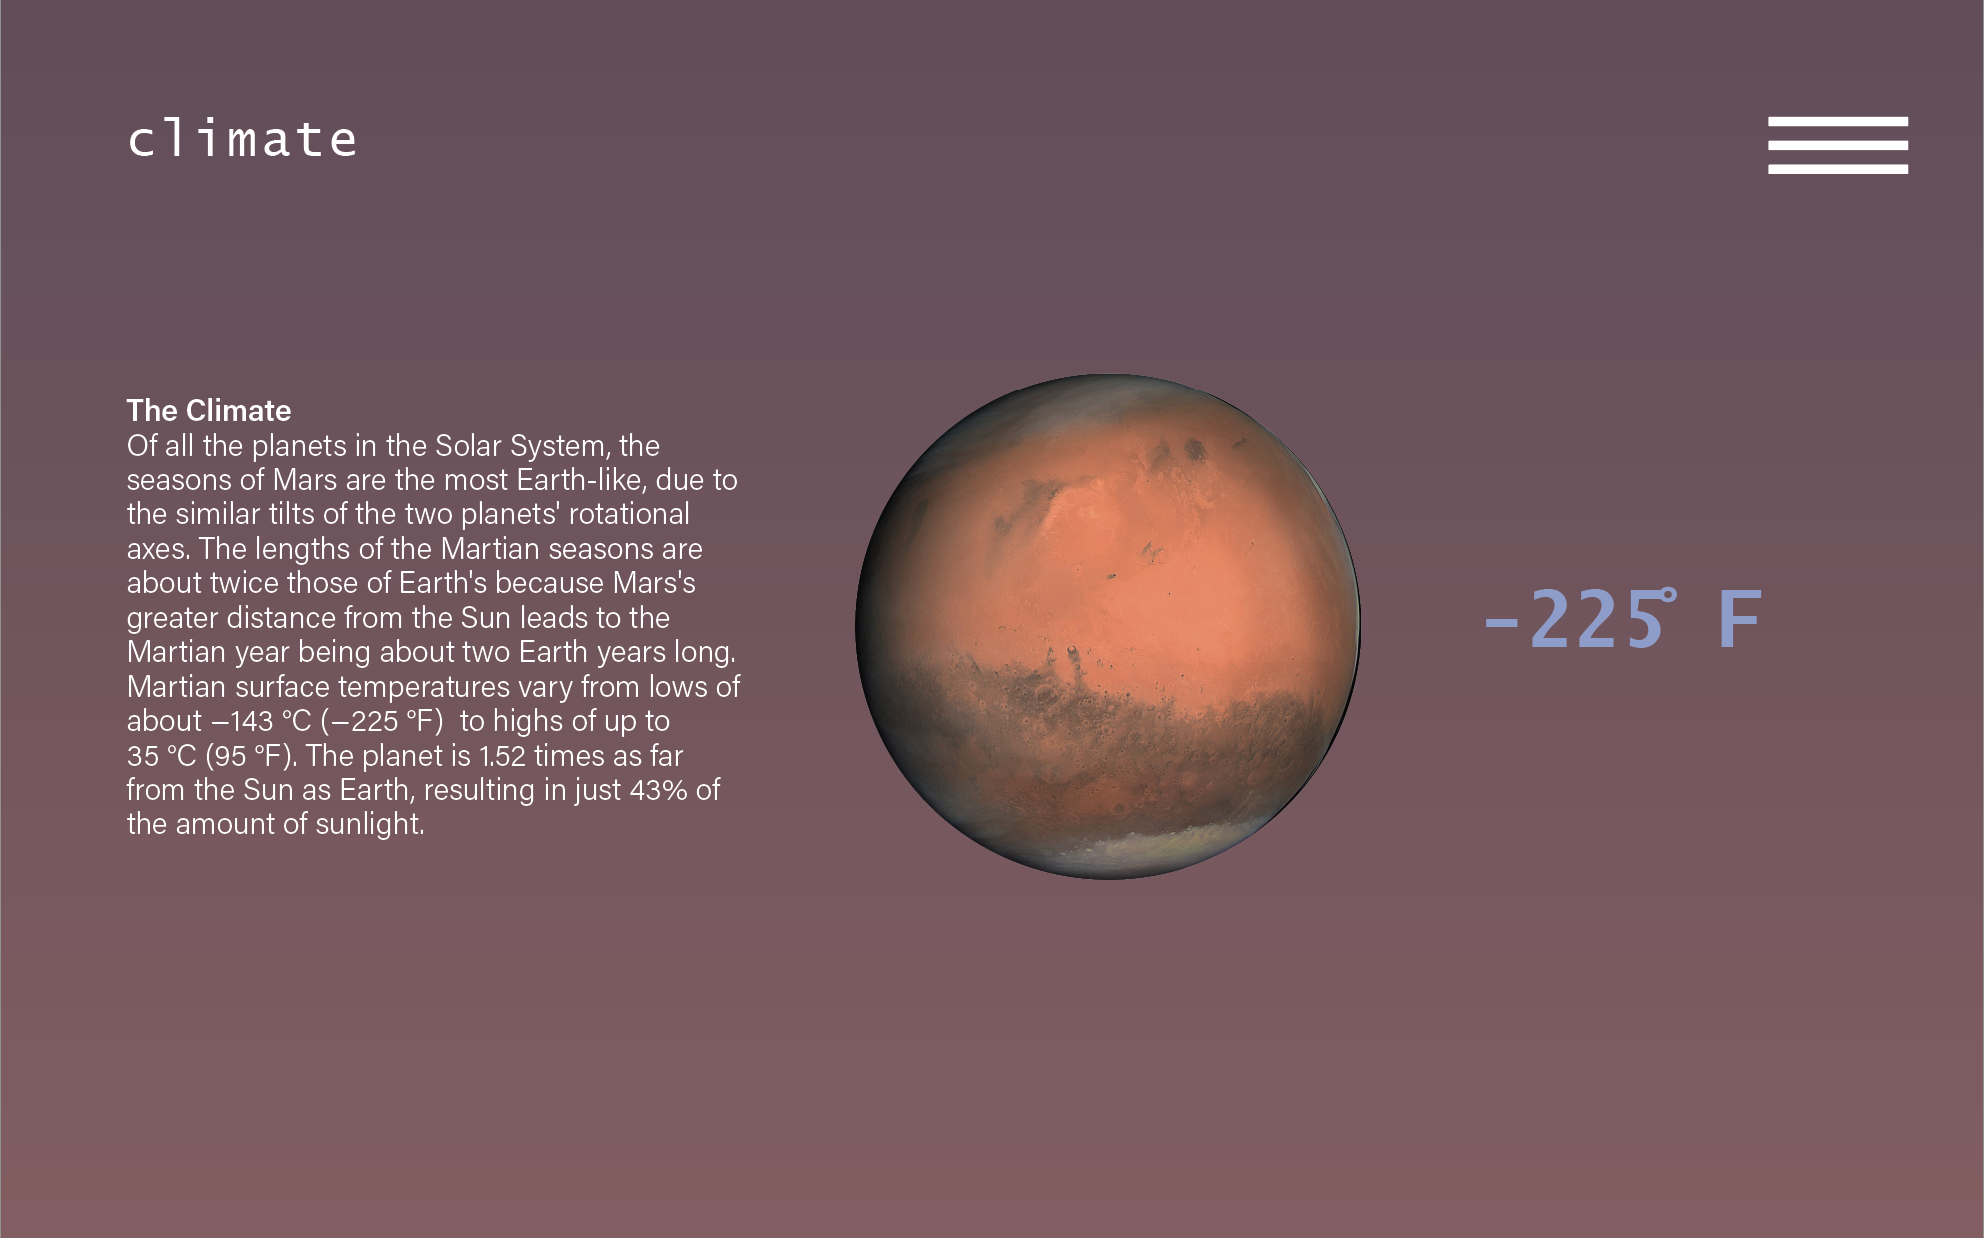 climate
The Climate
Of all the planets in the Solar System, the
seasons of Mars are the most Earth-like, due to
the similar tilts of the two planets' rotational
axes. The lengths of the Martian seasons are
about twice those of Earth's because Mars's
greater distance from the Sun leads to the
Martian year being about two Earth years long.
Martian surface temperatures vary from lows of
about −143 °C (−225 °F)  to highs of up to
35 °C (95 °F). The planet is 1.52 times as far
from the Sun as Earth, resulting in just 43% of
the amount of sunlight.
-225° F